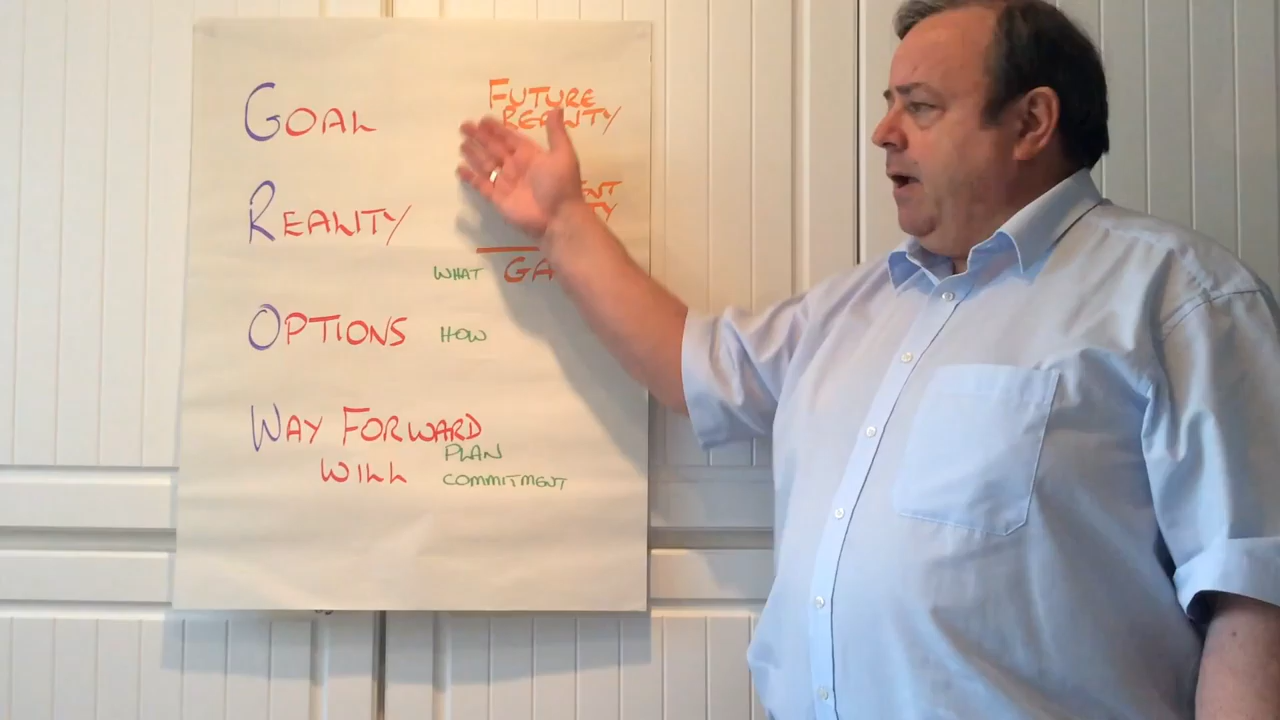 GOAL
FUTURE
REALITY
REALITY
WHAT
OPTIONS
HOW
WAY FORWARD
PLAN
WILL
COMMITMENT